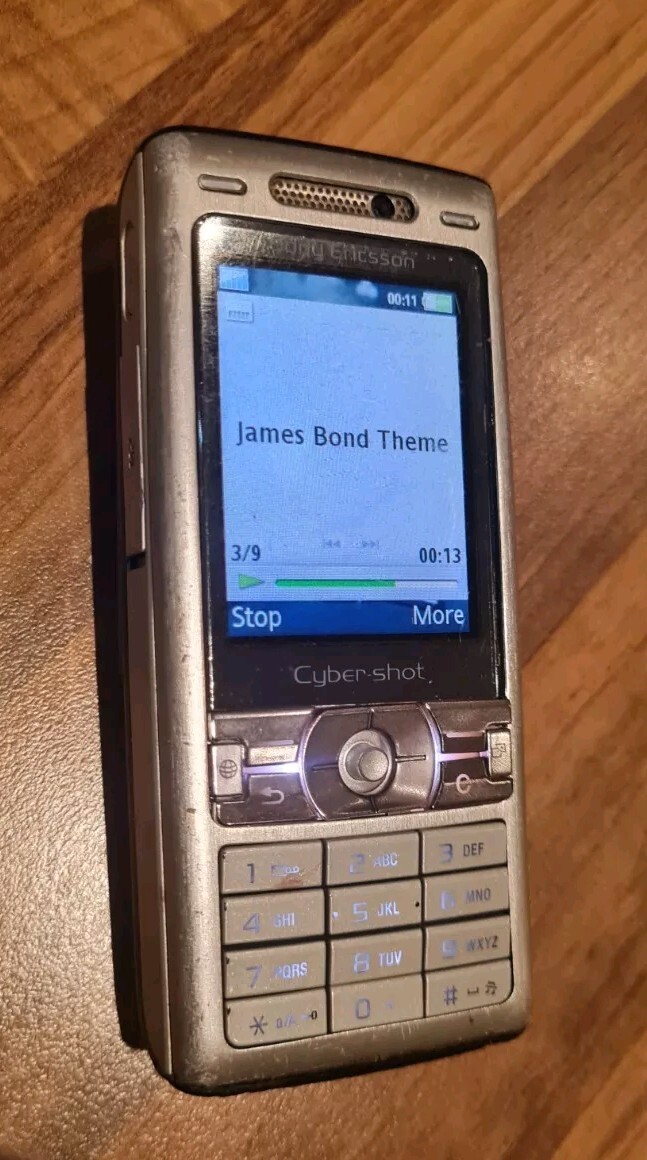 Sony Ericsson
00:11
James Bond Theme
3/9 00:13
Stop More
Cyber-shot
1 2 ABC 3 DEF
4 GHI 5 JKL 6 MNO
7 PQRS 8 TUV 9 WXYZ
* 0 #